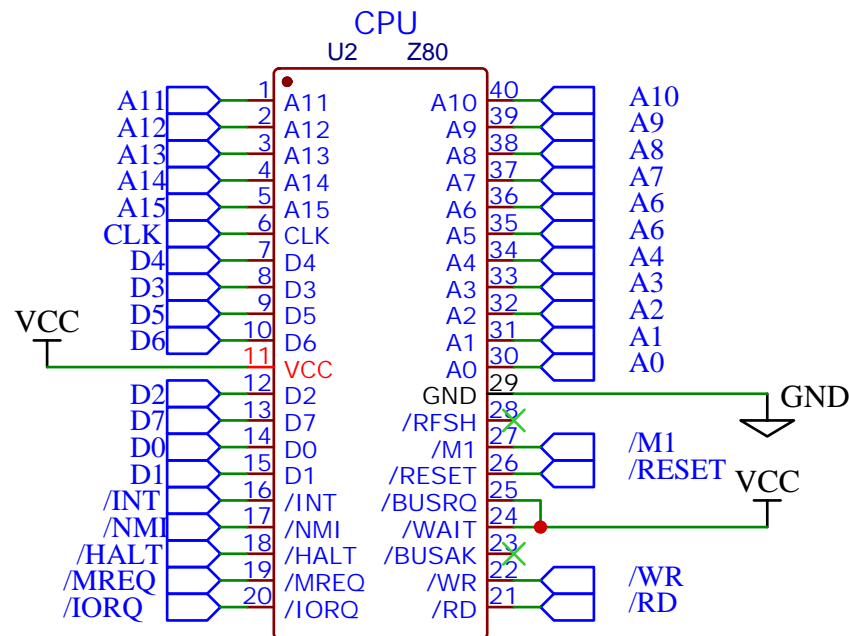 CPU
U2 Z80
A11 1 A11 A10 40 A10
A12 2 A12 A9 39 A9
A13 3 A13 A8 38 A8
A14 4 A14 A7 37 A7
A15 5 A15 A6 36 A6
CLK 6 CLK A5 35 A6
D4 7 D4 A4 34 A4
D3 8 D3 A3 33 A3
D5 9 D5 A2 32 A2
D6 10 D6 A1 31 A1
VCC 11 VCC A0 30 A0
D2 12 D2 GND 29 GND
D7 13 D7 /RFSH 28
D0 14 D0 /M1 27 /M1
D1 15 D1 /RESET 26 /RESET
/INT 16 /INT /BUSRQ 25 VCC
/NMI 17 /NMI /WAIT 24
/HALT 18 /HALT /BUSAK 23
/MREQ 19 /MREQ /WR 22 /WR
/IORQ 20 /IORQ /RD 21 /RD